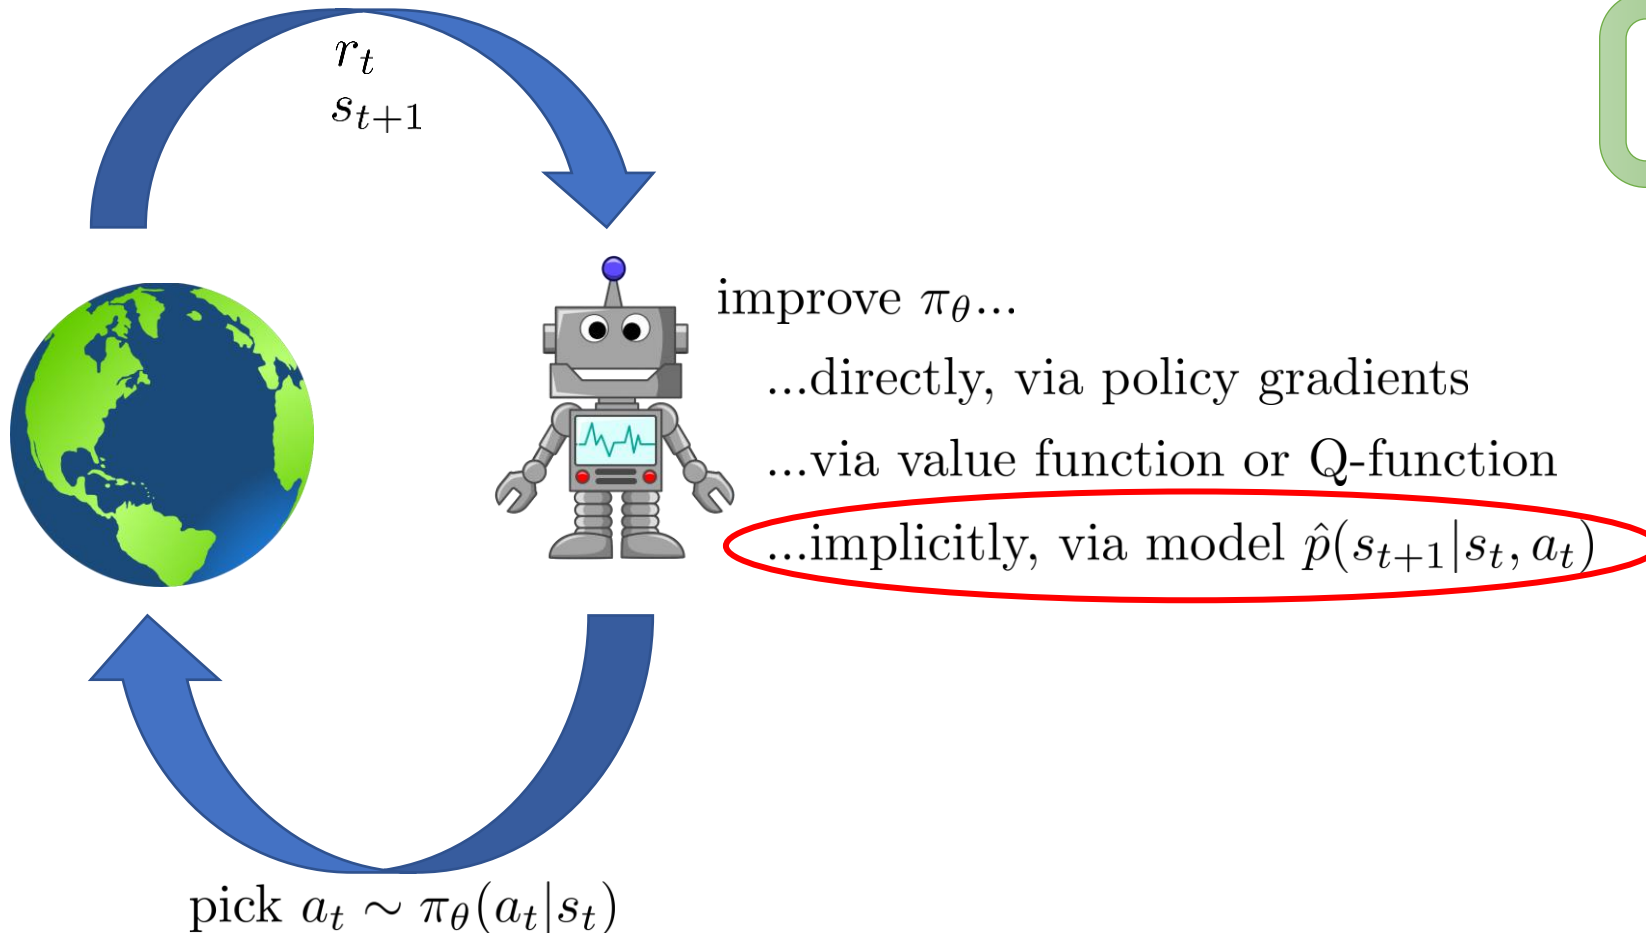 r_t
s_{t+1}
improve π_θ...
...directly, via policy gradients
...via value function or Q-function
...implicitly, via model p̂(s_{t+1}|s_t, a_t)
pick a_t ∼ π_θ(a_t|s_t)